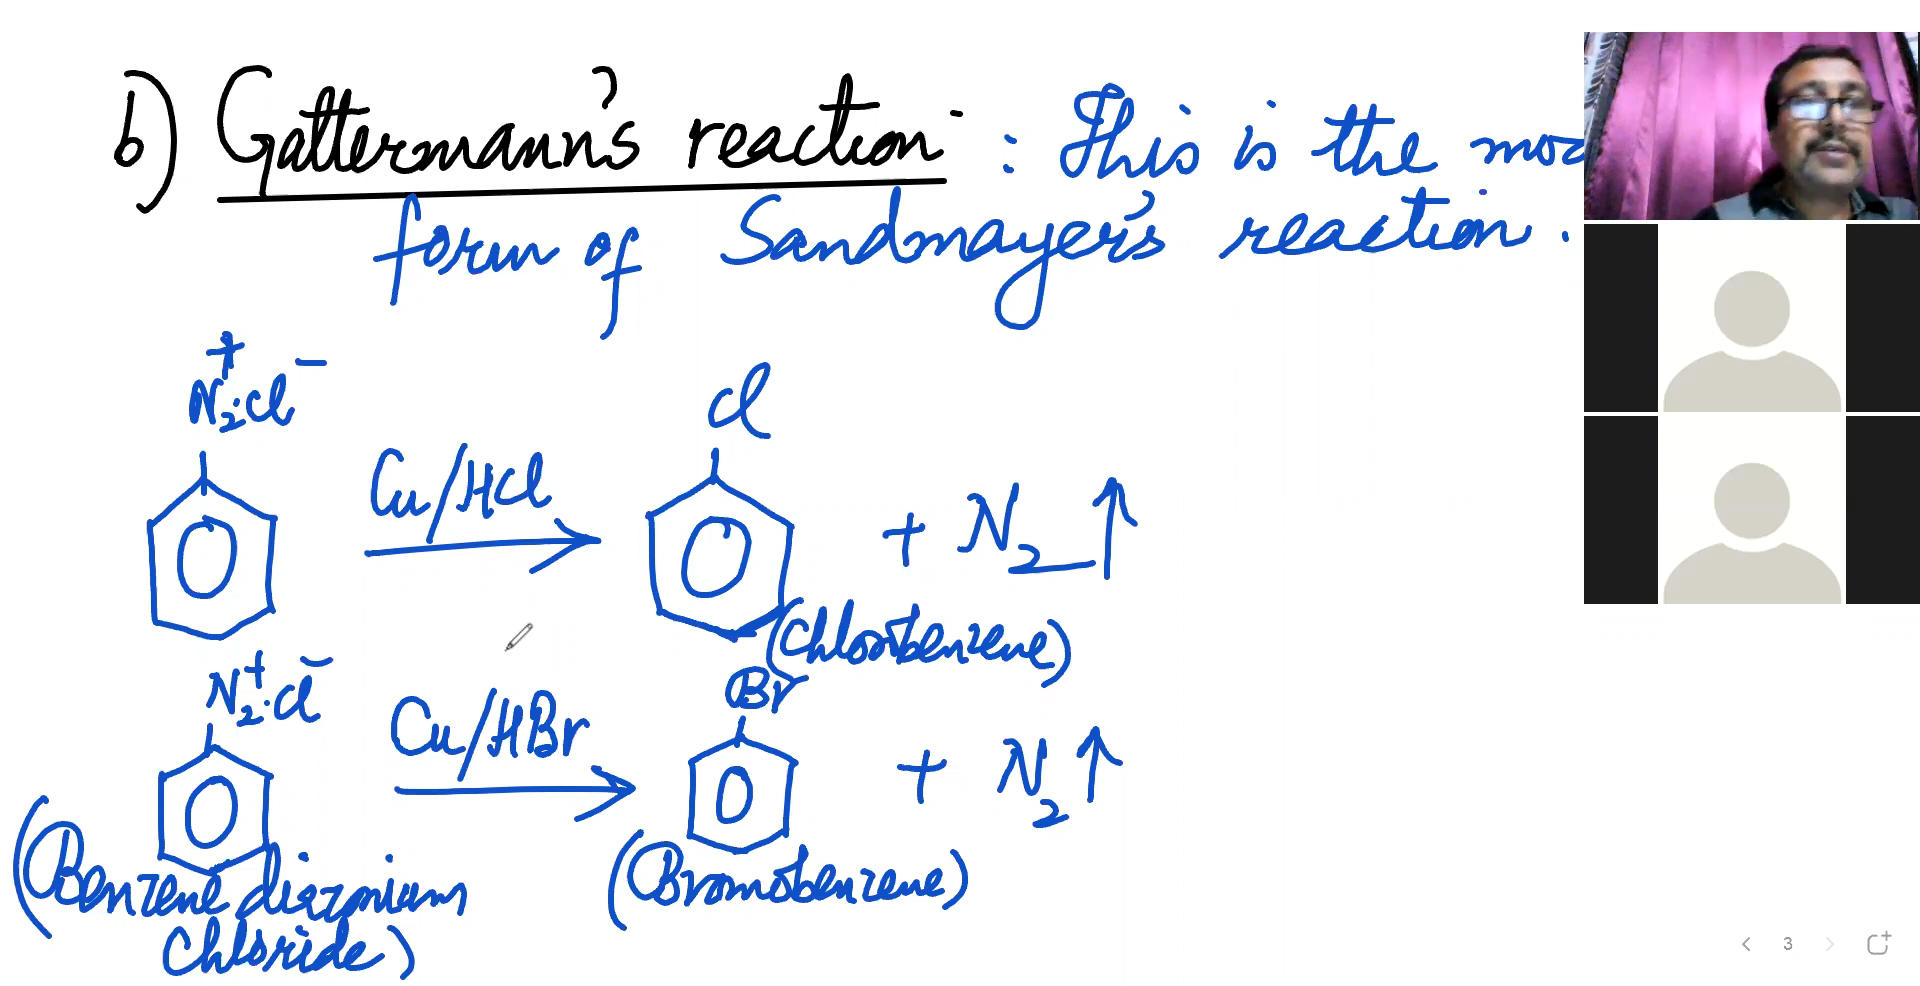 b) Gattermann's reaction : This is the
form of Sandmayer's reaction.
N₂⁺.Cl⁻
Cl
Cu/HCl
+ N₂ ↑
(Chlorobenzene)
N₂⁺.Cl⁻
Br
Cu/HBr
+ N₂ ↑
(Benzene diazonium
Chloride)
(Bromobenzene)
3